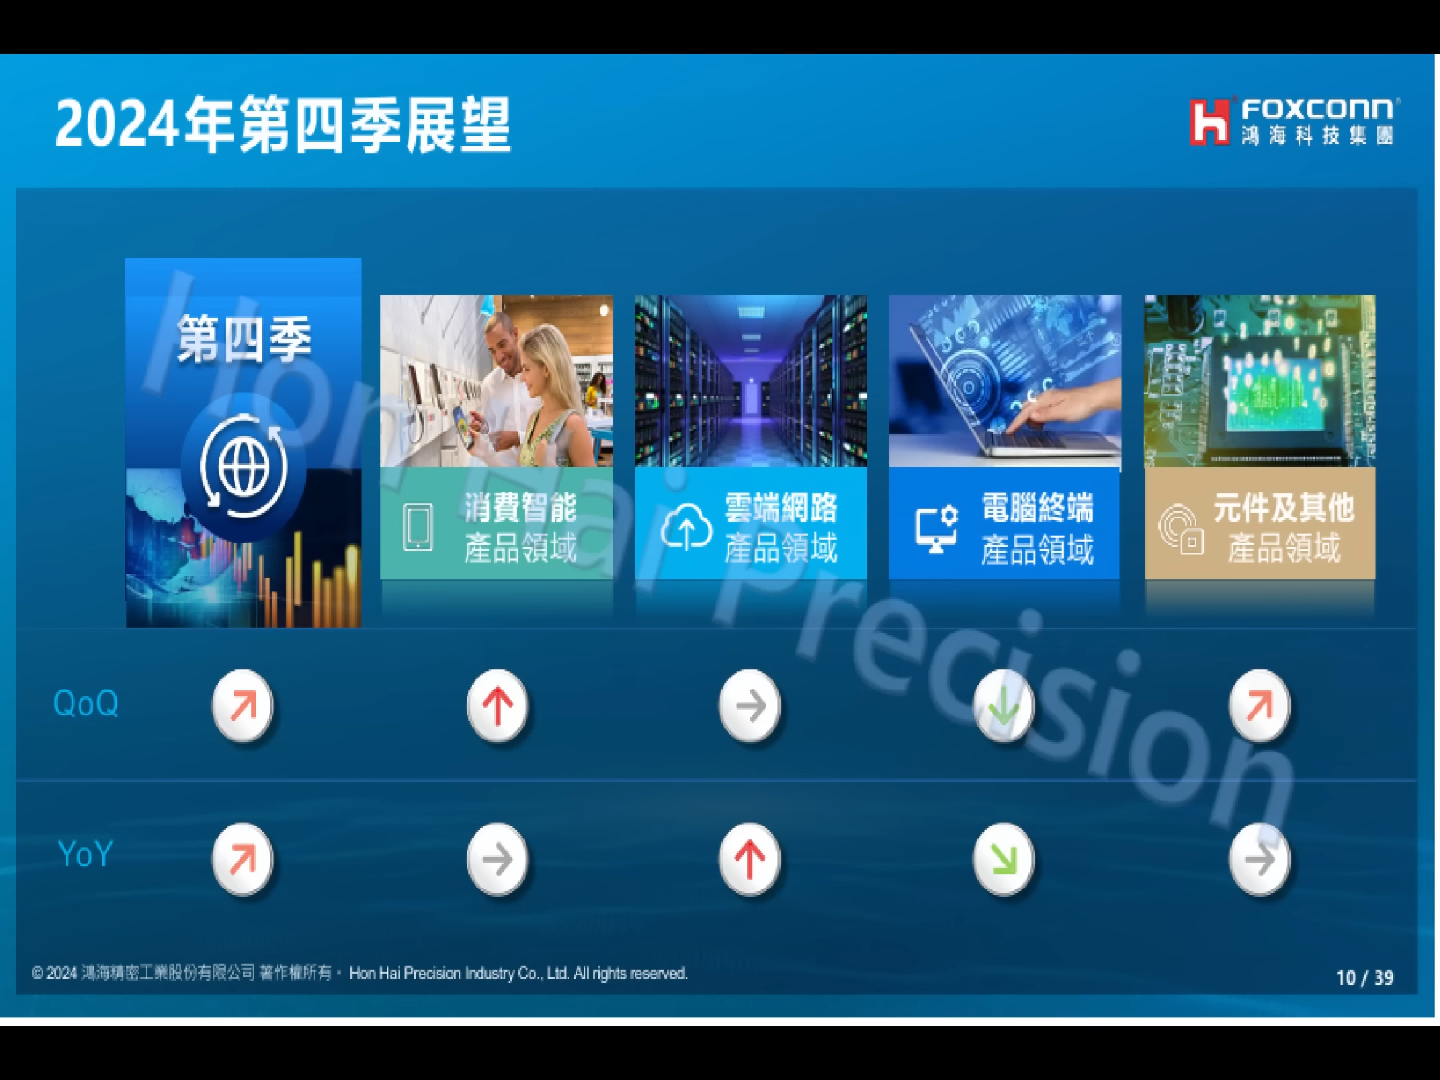 2024年第四季展望
FOXCONN
鴻海科技集團
第四季
消費智能
產品領域
雲端網路
產品領域
電腦終端
產品領域
元件及其他
產品領域
Hon Hai Precision
QoQ
YoY
© 2024 鴻海精密工業股份有限公司 著作權所有。 Hon Hai Precision Industry Co., Ltd. All rights reserved.
10 / 39